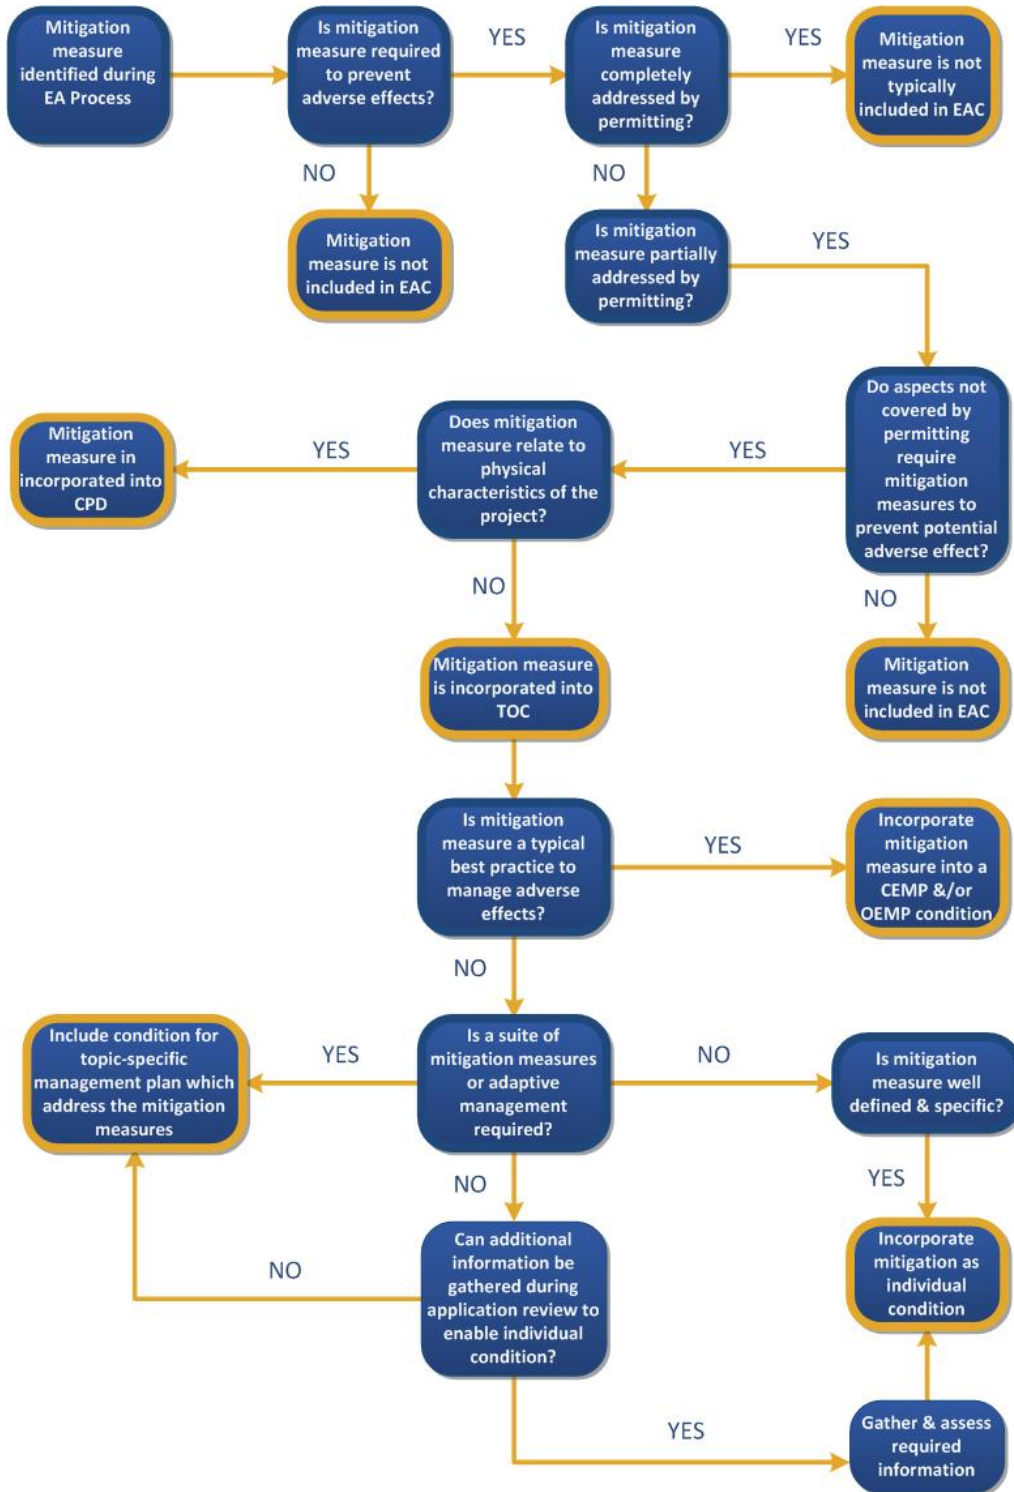 Mitigation
measure
identified during
EA Process
Is mitigation
measure required
to prevent
adverse effects?
YES
Is mitigation
measure
completely
addressed by
permitting?
YES
Mitigation
measure is not
typically
included in EAC
NO
Mitigation
measure is not
included in EAC
NO
Is mitigation
measure partially
addressed by
permitting?
YES
Do aspects not
covered by
permitting
require
mitigation
measures to
prevent potential
adverse effect?
YES
Does mitigation
measure relate to
physical
characteristics of the
project?
YES
Mitigation
measure in
incorporated into
CPD
NO
Mitigation
measure is not
included in EAC
NO
Mitigation measure
is incorporated into
TOC
Is mitigation
measure a typical
best practice to
manage adverse
effects?
YES
Incorporate
mitigation
measure into a
CEMP &/or
OEMP condition
NO
Is a suite of
mitigation measures
or adaptive
management
required?
YES
Include condition for
topic-specific
management plan which
address the mitigation
measures
NO
Is mitigation
measure well
defined & specific?
YES
Incorporate
mitigation as
individual
condition
NO
Can additional
information be
gathered during
application review to
enable individual
condition?
NO
YES
Gather & assess
required
information